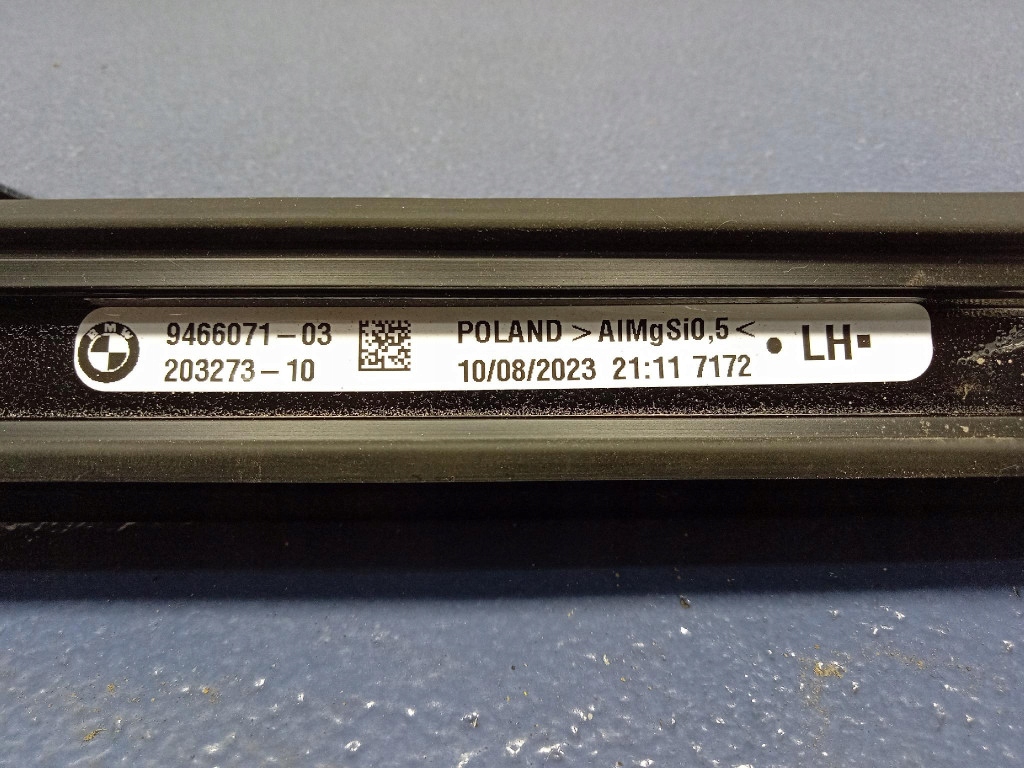 BMW
9466071-03
203273-10
POLAND >AlMgSi0,5<
10/08/2023 21:11 7172
• LH▪